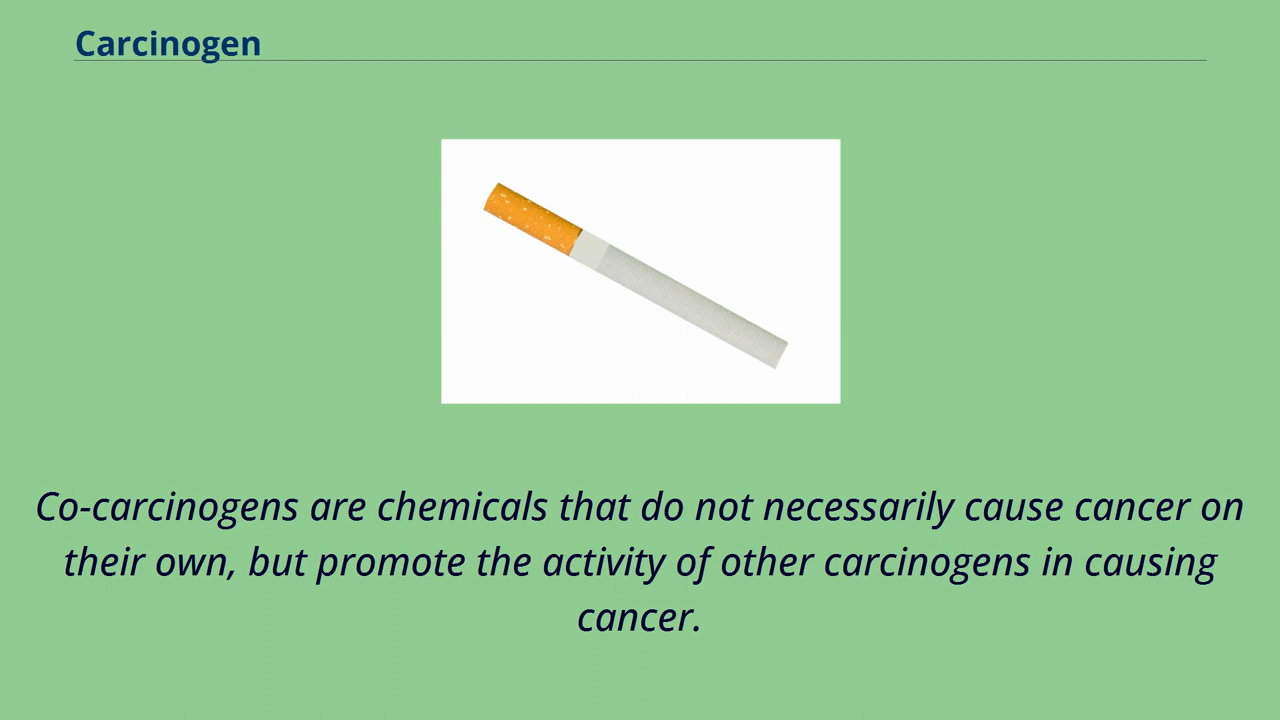 Carcinogen
Co-carcinogens are chemicals that do not necessarily cause cancer on
their own, but promote the activity of other carcinogens in causing
cancer.